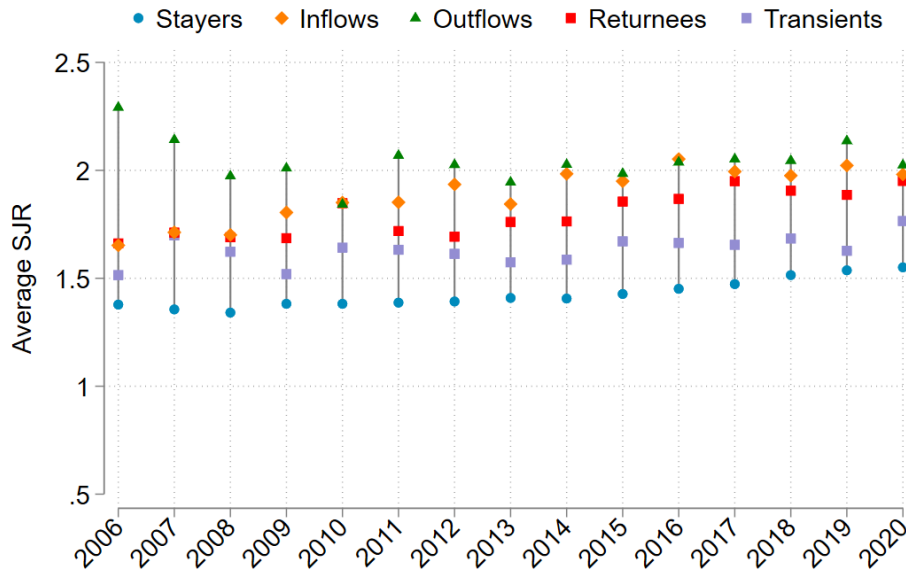 Stayers Inflows Outflows Returnees Transients
2.5
2
1.5
1
.5
Average SJR
2006 2007 2008 2009 2010 2011 2012 2013 2014 2015 2016 2017 2018 2019 2020